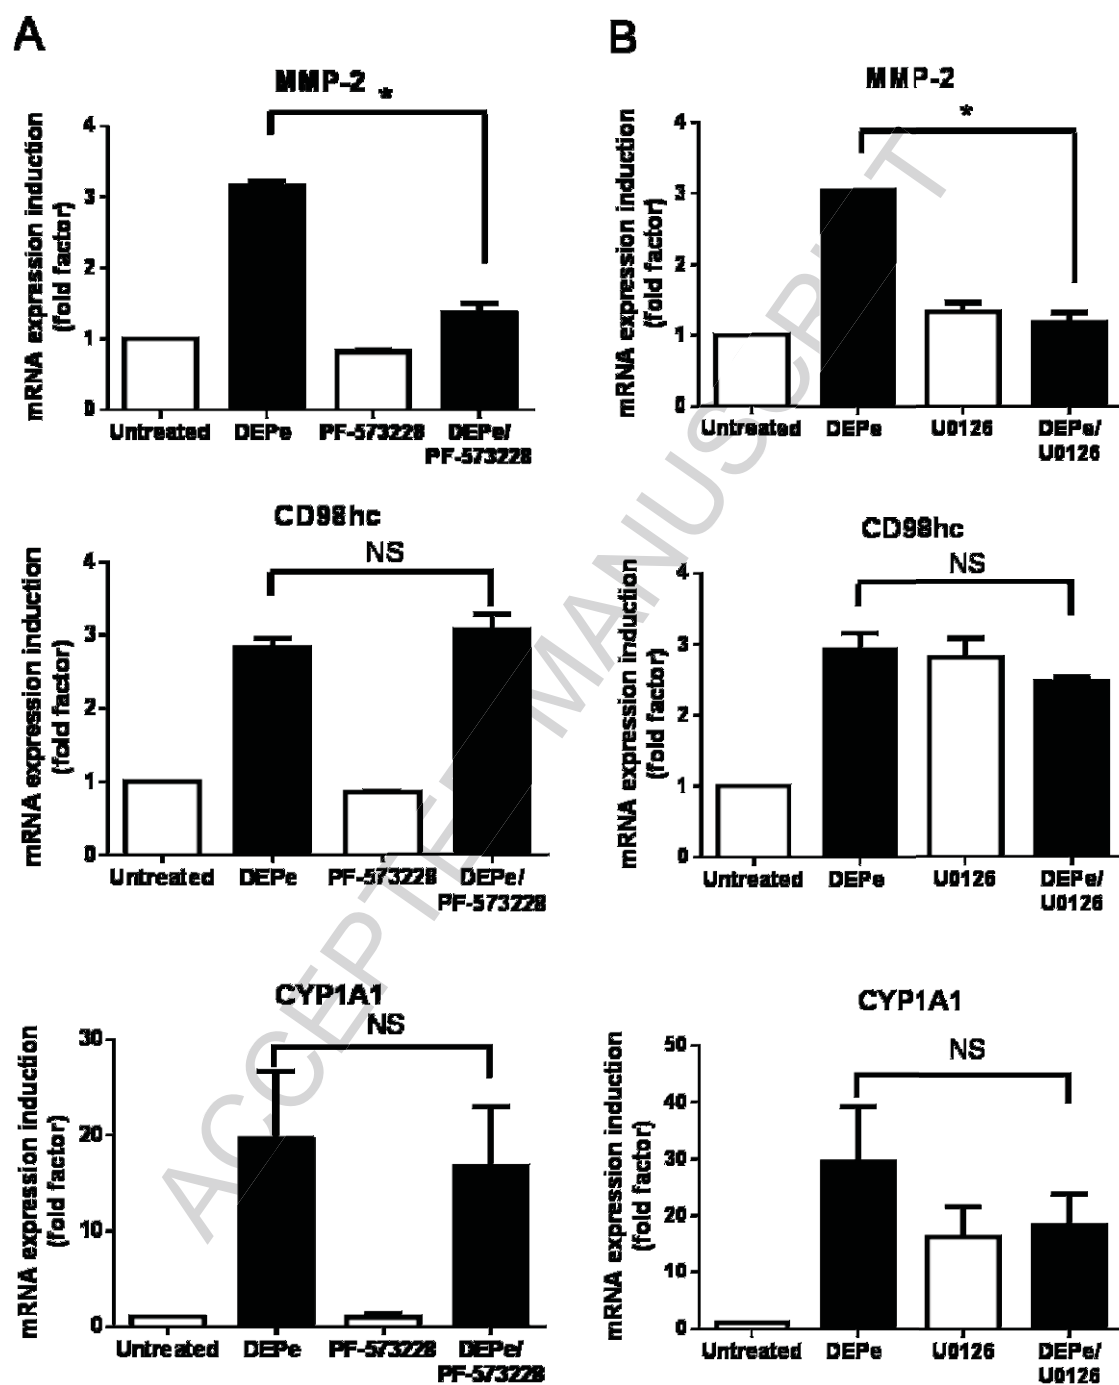 A
MMP-2
*
mRNA expression induction
(fold factor)
4
3
2
1
0
Untreated
DEPe
PF-573228
DEPe/
PF-573228
CD98hc
NS
mRNA expression induction
(fold factor)
4
3
2
1
0
Untreated
DEPe
PF-573228
DEPe/
PF-573228
CYP1A1
NS
mRNA expression induction
(fold factor)
30
20
10
0
Untreated
DEPe
PF-573228
DEPe/
PF-573228
B
MMP-2
*
mRNA expression induction
(fold factor)
4
3
2
1
0
Untreated
DEPe
U0126
DEPe/
U0126
CD98hc
NS
mRNA expression induction
(fold factor)
4
3
2
1
0
Untreated
DEPe
U0126
DEPe/
U0126
CYP1A1
NS
mRNA expression induction
(fold factor)
50
40
30
20
10
0
Untreated
DEPe
U0126
DEPe/
U0126
ACCEPTED MANUSCRIPT